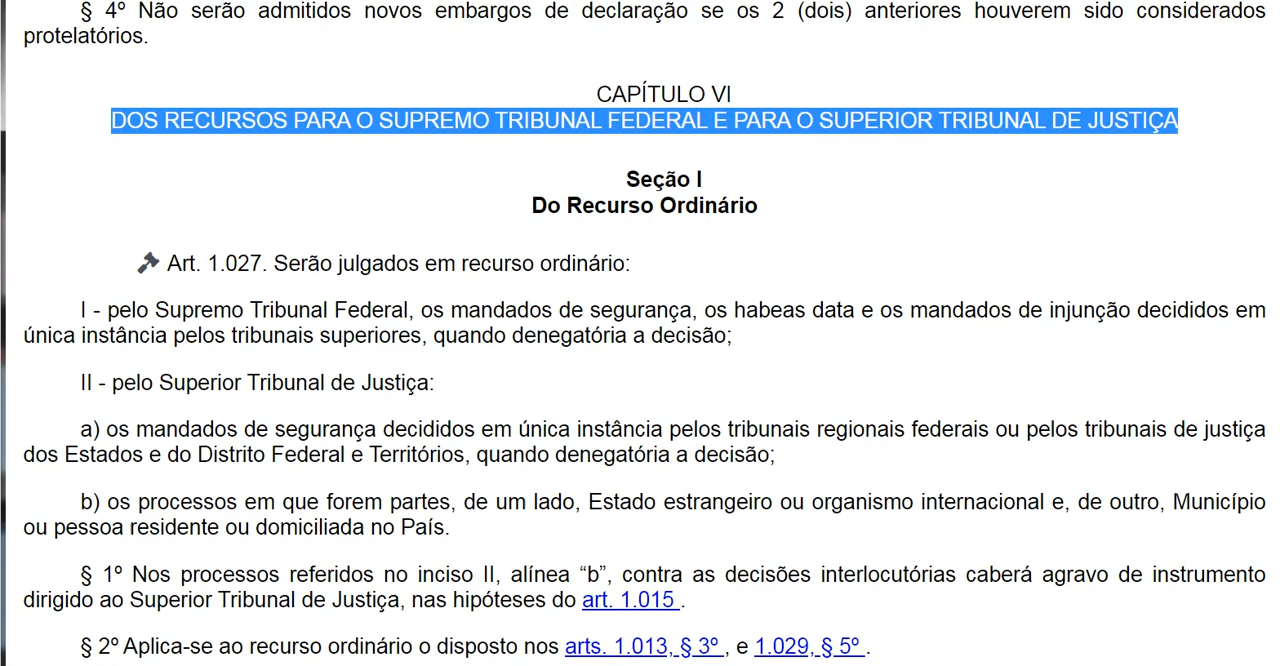 § 4º Não serão admitidos novos embargos de declaração se os 2 (dois) anteriores houverem sido considerados
protelatórios.
CAPÍTULO VI
DOS RECURSOS PARA O SUPREMO TRIBUNAL FEDERAL E PARA O SUPERIOR TRIBUNAL DE JUSTIÇA
Seção I
Do Recurso Ordinário
Art. 1.027. Serão julgados em recurso ordinário:
I - pelo Supremo Tribunal Federal, os mandados de segurança, os habeas data e os mandados de injunção decididos em
única instância pelos tribunais superiores, quando denegatória a decisão;
II - pelo Superior Tribunal de Justiça:
a) os mandados de segurança decididos em única instância pelos tribunais regionais federais ou pelos tribunais de justiça
dos Estados e do Distrito Federal e Territórios, quando denegatória a decisão;
b) os processos em que forem partes, de um lado, Estado estrangeiro ou organismo internacional e, de outro, Município
ou pessoa residente ou domiciliada no País.
§ 1º Nos processos referidos no inciso II, alínea “b”, contra as decisões interlocutórias caberá agravo de instrumento
dirigido ao Superior Tribunal de Justiça, nas hipóteses do art. 1.015 .
§ 2º Aplica-se ao recurso ordinário o disposto nos arts. 1.013, § 3º , e 1.029, § 5º .